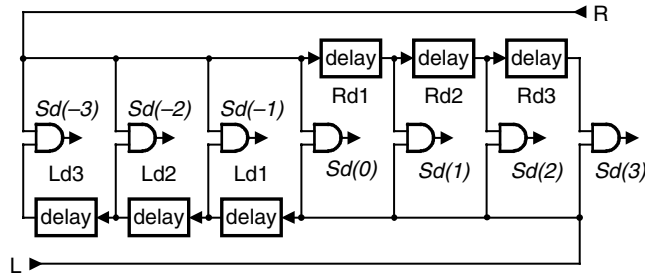 R
delay delay delay
Rd1 Rd2 Rd3
Sd(–3) Sd(–2) Sd(–1)
Ld3 Ld2 Ld1 Sd(0) Sd(1) Sd(2) Sd(3)
delay delay delay
L